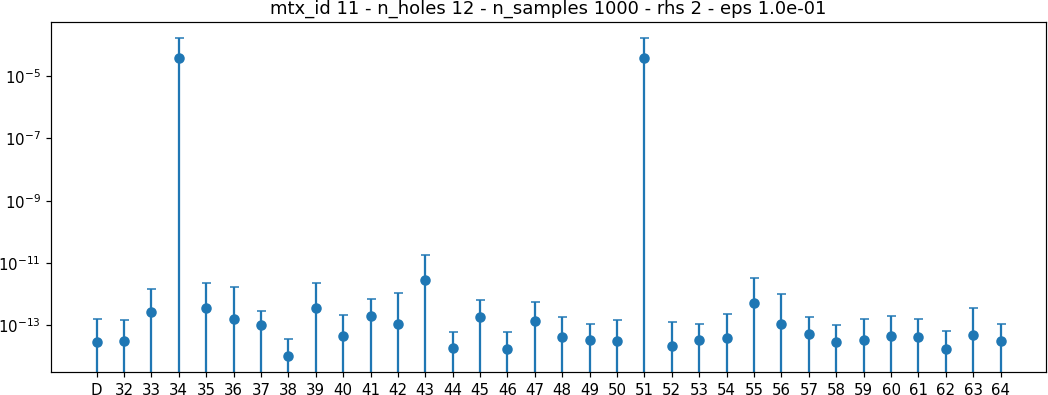 mtx_id 11 - n_holes 12 - n_samples 1000 - rhs 2 - eps 1.0e-01
10⁻⁵
10⁻⁷
10⁻⁹
10⁻¹¹
10⁻¹³
D 32 33 34 35 36 37 38 39 40 41 42 43 44 45 46 47 48 49 50 51 52 53 54 55 56 57 58 59 60 61 62 63 64